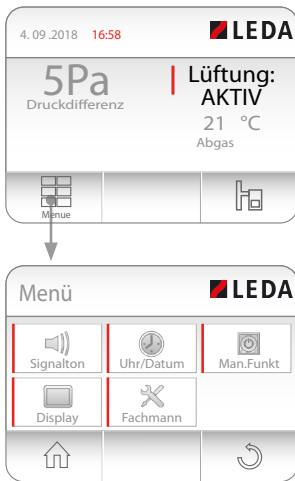 4. 09 .2018 16:58
LEDA
5Pa
Druckdifferenz
Lüftung:
AKTIV
21 °C
Abgas
Menue
Menü
LEDA
Signalton
Uhr/Datum
Man.Funkt
Display
Fachmann